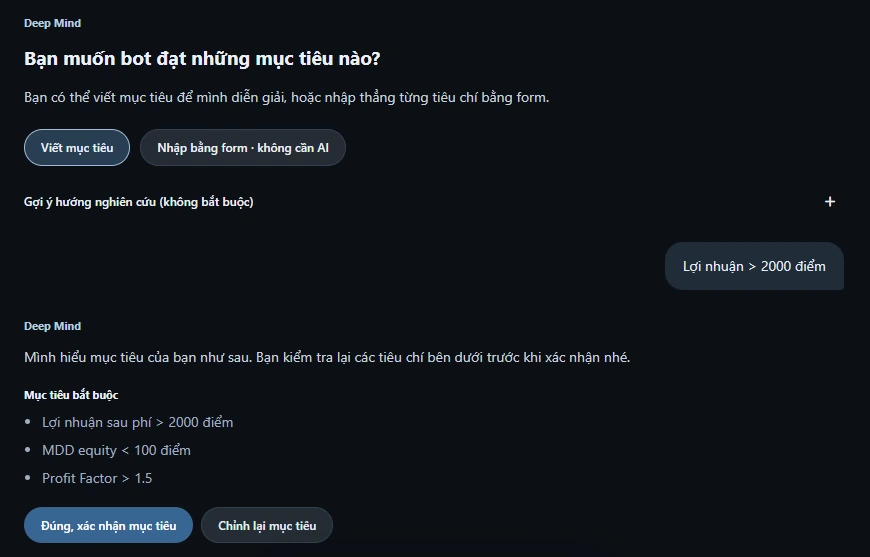 Deep Mind
Bạn muốn bot đạt những mục tiêu nào?
Bạn có thể viết mục tiêu để mình diễn giải, hoặc nhập thẳng từng tiêu chí bằng form.
Viết mục tiêu
Nhập bằng form · không cần AI
Gợi ý hướng nghiên cứu (không bắt buộc)
+
Lợi nhuận > 2000 điểm
Deep Mind
Mình hiểu mục tiêu của bạn như sau. Bạn kiểm tra lại các tiêu chí bên dưới trước khi xác nhận nhé.
Mục tiêu bắt buộc
• Lợi nhuận sau phí > 2000 điểm
• MDD equity < 100 điểm
• Profit Factor > 1.5
Đúng, xác nhận mục tiêu
Chỉnh lại mục tiêu